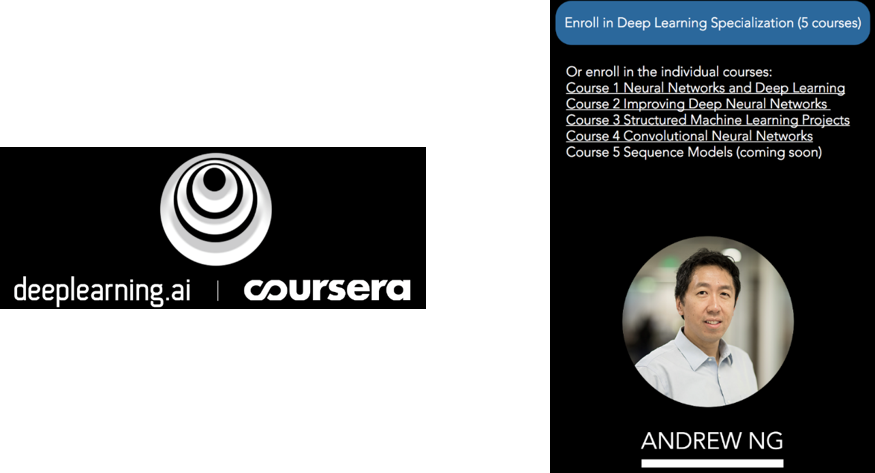 deeplearning.ai | coursera
Enroll in Deep Learning Specialization (5 courses)
Or enroll in the individual courses:
Course 1 Neural Networks and Deep Learning
Course 2 Improving Deep Neural Networks
Course 3 Structured Machine Learning Projects
Course 4 Convolutional Neural Networks
Course 5 Sequence Models (coming soon)
ANDREW NG